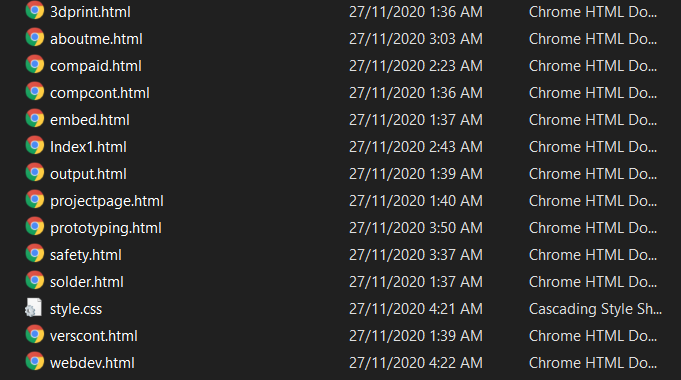 3dprint.html 27/11/2020 1:36 AM Chrome HTML Do...
aboutme.html 27/11/2020 3:03 AM Chrome HTML Do...
compaid.html 27/11/2020 2:23 AM Chrome HTML Do...
compcont.html 27/11/2020 1:36 AM Chrome HTML Do...
embed.html 27/11/2020 1:37 AM Chrome HTML Do...
Index1.html 27/11/2020 2:43 AM Chrome HTML Do...
output.html 27/11/2020 1:39 AM Chrome HTML Do...
projectpage.html 27/11/2020 1:40 AM Chrome HTML Do...
prototyping.html 27/11/2020 3:50 AM Chrome HTML Do...
safety.html 27/11/2020 3:37 AM Chrome HTML Do...
solder.html 27/11/2020 1:37 AM Chrome HTML Do...
style.css 27/11/2020 4:21 AM Cascading Style Sh...
verscont.html 27/11/2020 1:39 AM Chrome HTML Do...
webdev.html 27/11/2020 4:22 AM Chrome HTML Do...